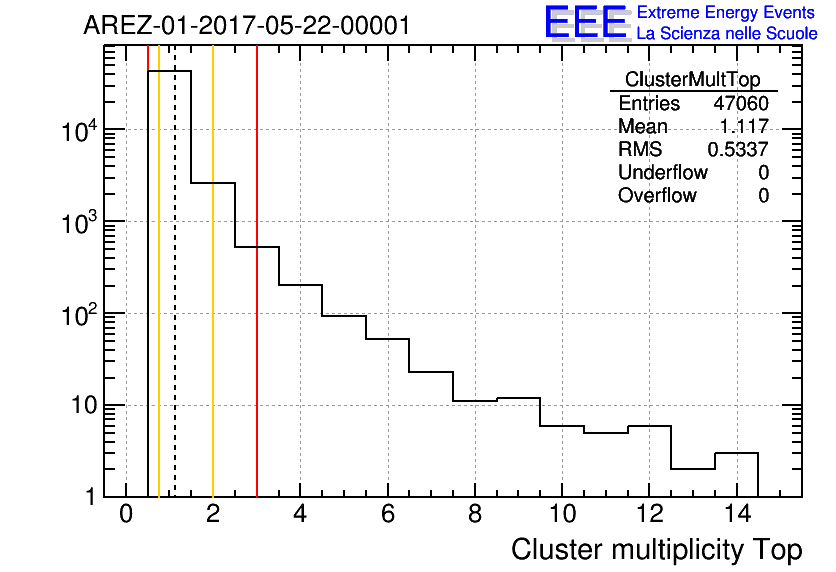 AREZ-01-2017-05-22-00001
EEE Extreme Energy Events
La Scienza nelle Scuole
ClusterMultTop
Entries 47060
Mean 1.117
RMS 0.5337
Underflow 0
Overflow 0
10^4
10^3
10^2
10
1
0 2 4 6 8 10 12 14
Cluster multiplicity Top